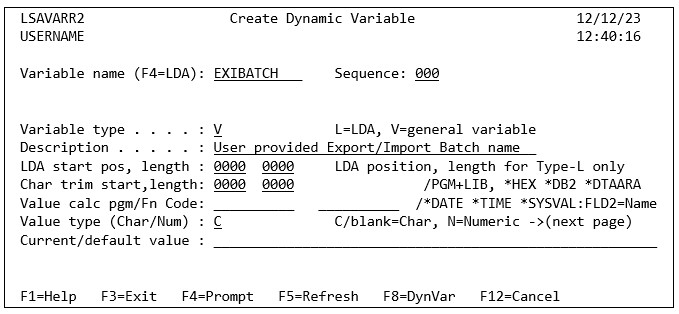 LSAVARR2 Create Dynamic Variable 12/12/23
USERNAME 12:40:16
Variable name (F4=LDA): EXIBATCH Sequence: 000
Variable type . . . . : V L=LDA, V=general variable
Description . . . . . : User provided Export/Import Batch name
LDA start pos, length : 0000 0000 LDA position, length for Type-L only
Char trim start,length: 0000 0000 /PGM+LIB, *HEX *DB2 *DTAARA
Value calc pgm/Fn Code: /*DATE *TIME *SYSVAL:FLD2=Name
Value type (Char/Num) : C C/blank=Char, N=Numeric ->(next page)
Current/default value :
F1=Help F3=Exit F4=Prompt F5=Refresh F8=DynVar F12=Cancel